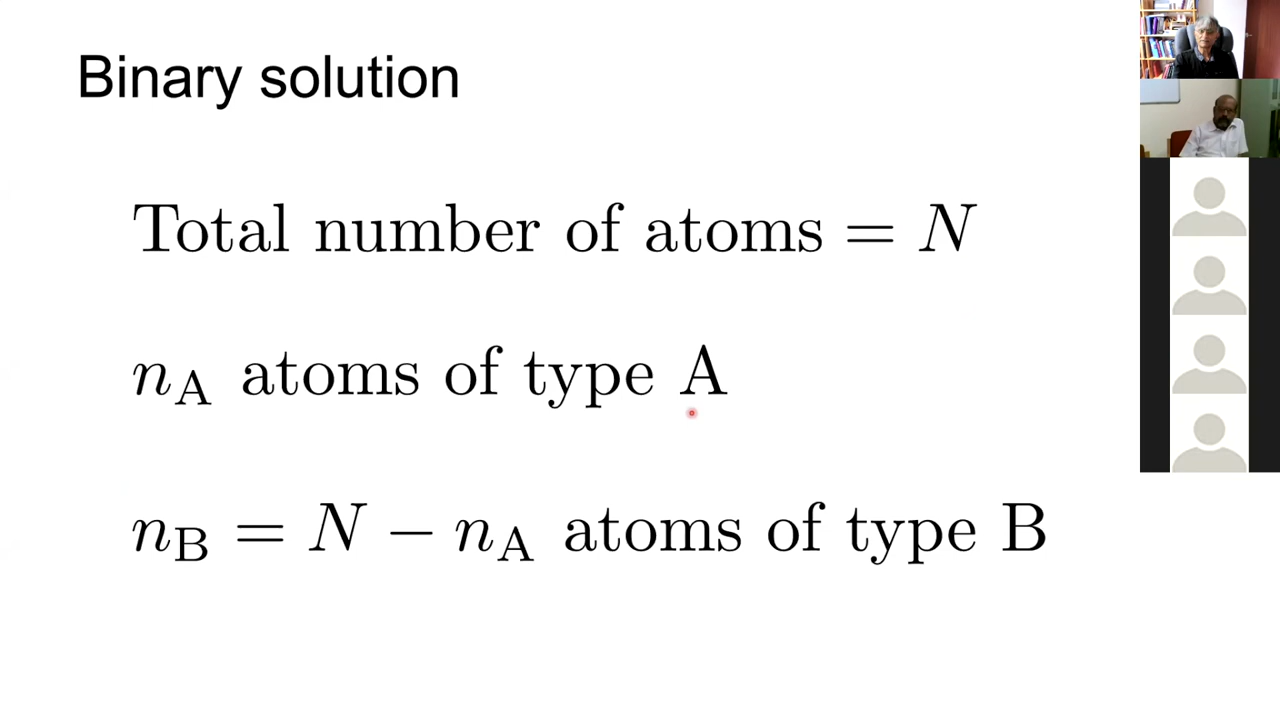 Binary solution
Total number of atoms = N
n_A atoms of type A
n_B = N − n_A atoms of type B